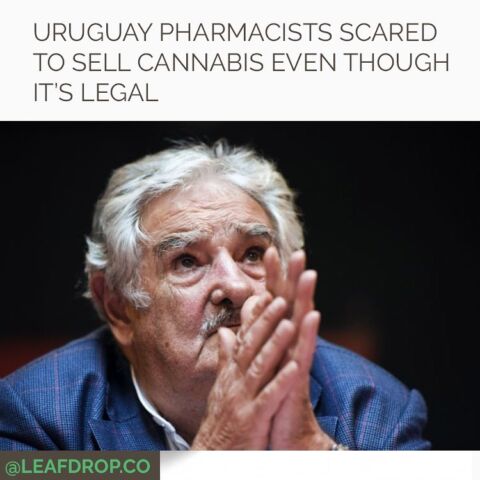 URUGUAY PHARMACISTS SCARED
TO SELL CANNABIS EVEN THOUGH
IT'S LEGAL
@LEAFDROP.CO